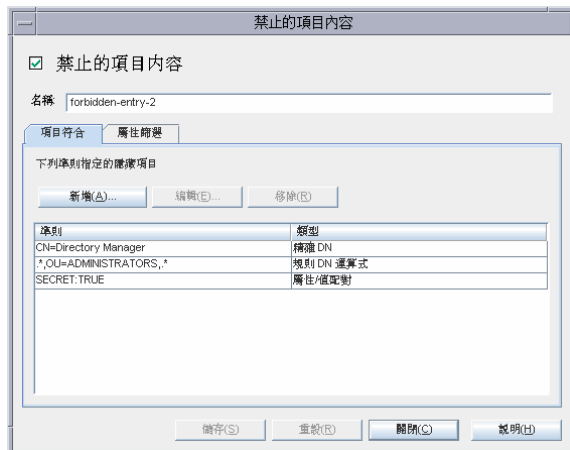 禁止的項目內容
禁止的項目內容
名稱 forbidden-entry-2
項目符合 屬性篩選
下列準則指定的隱藏項目
新增(A)... 編輯(E)... 移除(R)
準則 類型
CN=Directory Manager 精確 DN
.*,OU=ADMINISTRATORS,.* 規則 DN 運算式
SECRET:TRUE 屬性/值配對
儲存(S) 重設(R) 關閉(C) 說明(H)